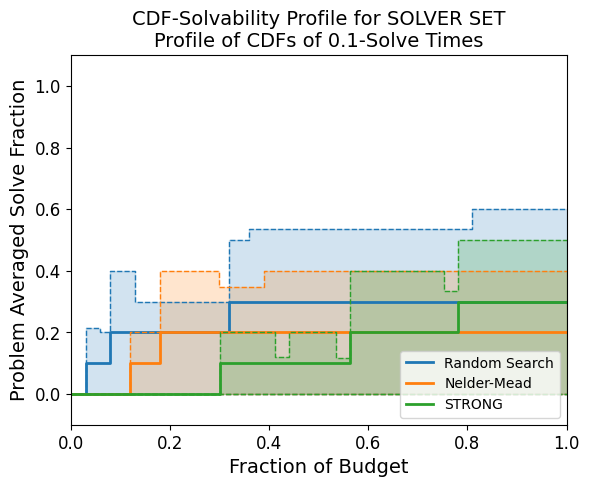 CDF-Solvability Profile for SOLVER SET
Profile of CDFs of 0.1-Solve Times
Problem Averaged Solve Fraction
1.0
0.8
0.6
0.4
0.2
0.0
Random Search
Nelder-Mead
STRONG
0.0 0.2 0.4 0.6 0.8 1.0
Fraction of Budget